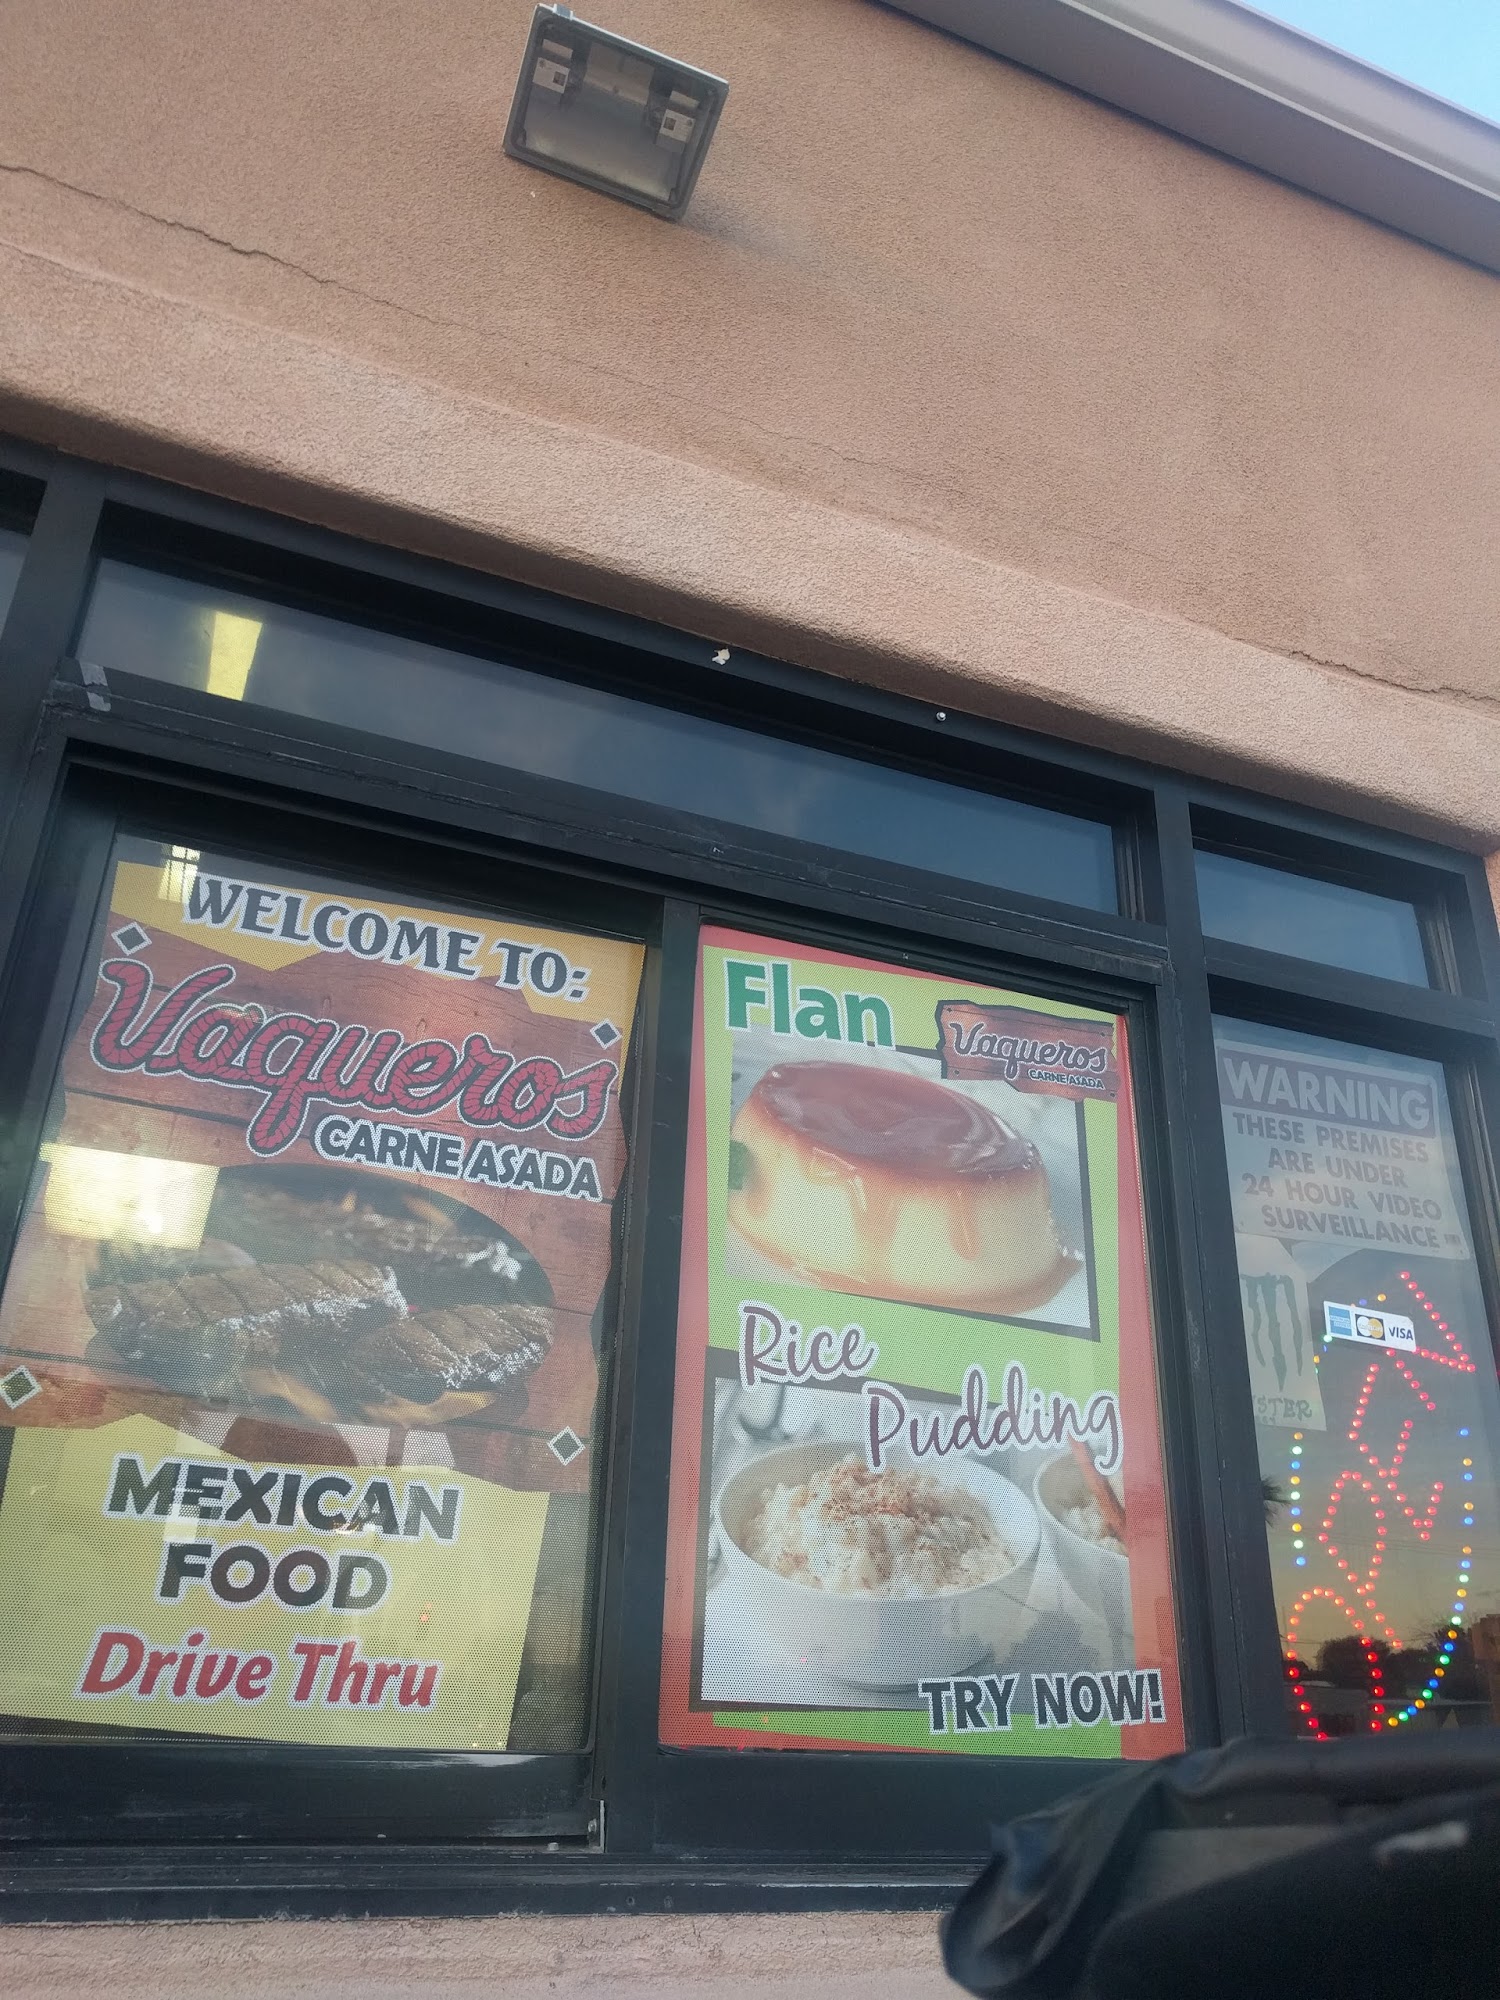 WELCOME TO:
Vaqueros
CARNE ASADA
MEXICAN
FOOD
Drive Thru
Flan
Vaqueros
CARNE ASADA
Rice
Pudding
TRY NOW!
WARNING
THESE PREMISES
ARE UNDER
24 HOUR VIDEO
SURVEILLANCE
VISA
OPEN